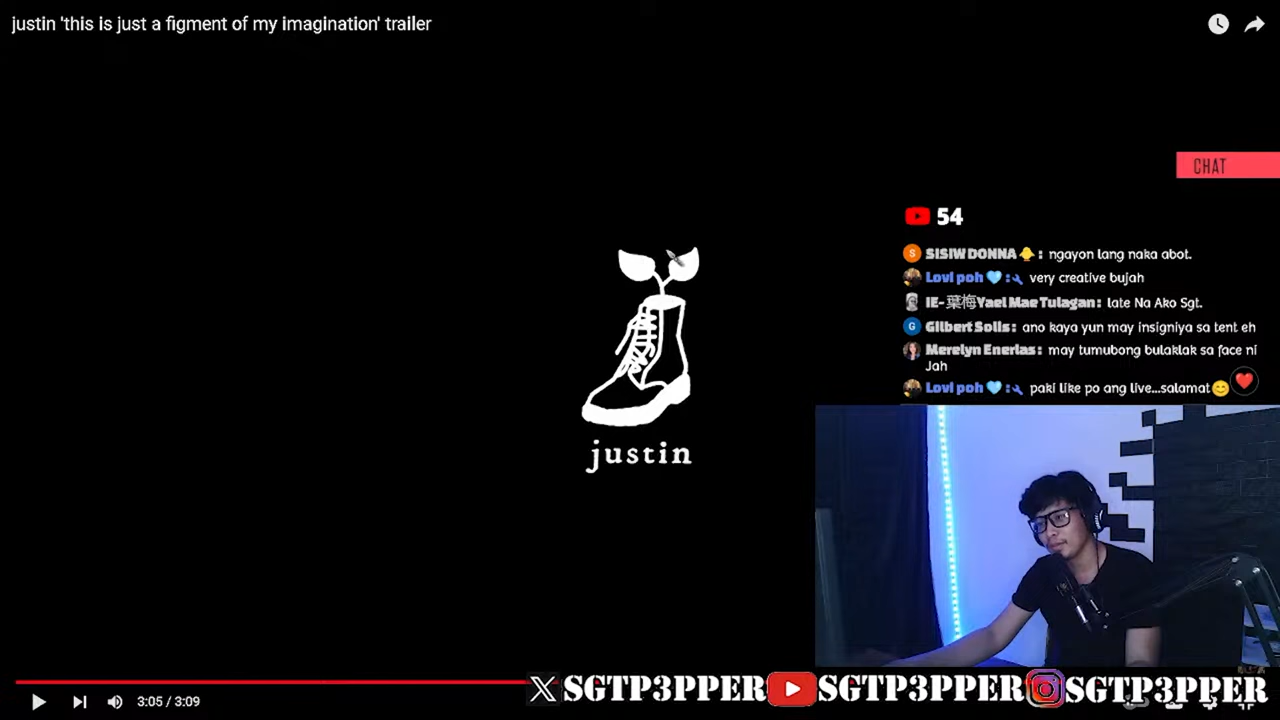 justin 'this is just a figment of my imagination' trailer
CHAT
54
SISIW DONNA🐥: ngayon lang naka abot.
Lovi poh🩵: very creative bujah
IE-葉梅Yael Mae Tulagan: late Na Ako Sgt.
Gilbert Solis: ano kaya yun may insigniya sa tent eh
Merelyn Enerlas: may tumubong bulaklak sa face ni
Jah
Lovi poh🩵: paki like po ang live...salamat😊
justin
SGTP3PPER SGTP3PPER SGTP3PPER
3:05 / 3:09